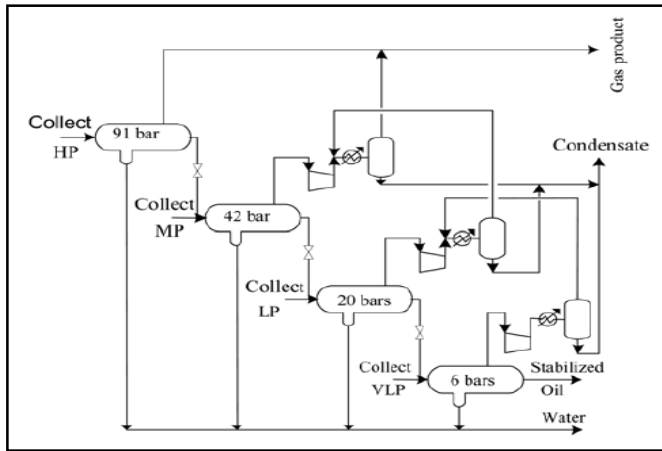 Gas product
Collect
HP
91 bar
Condensate
Collect
MP
42 bar
Collect
LP
20 bars
Collect
VLP
6 bars
Stabilized
Oil
Water